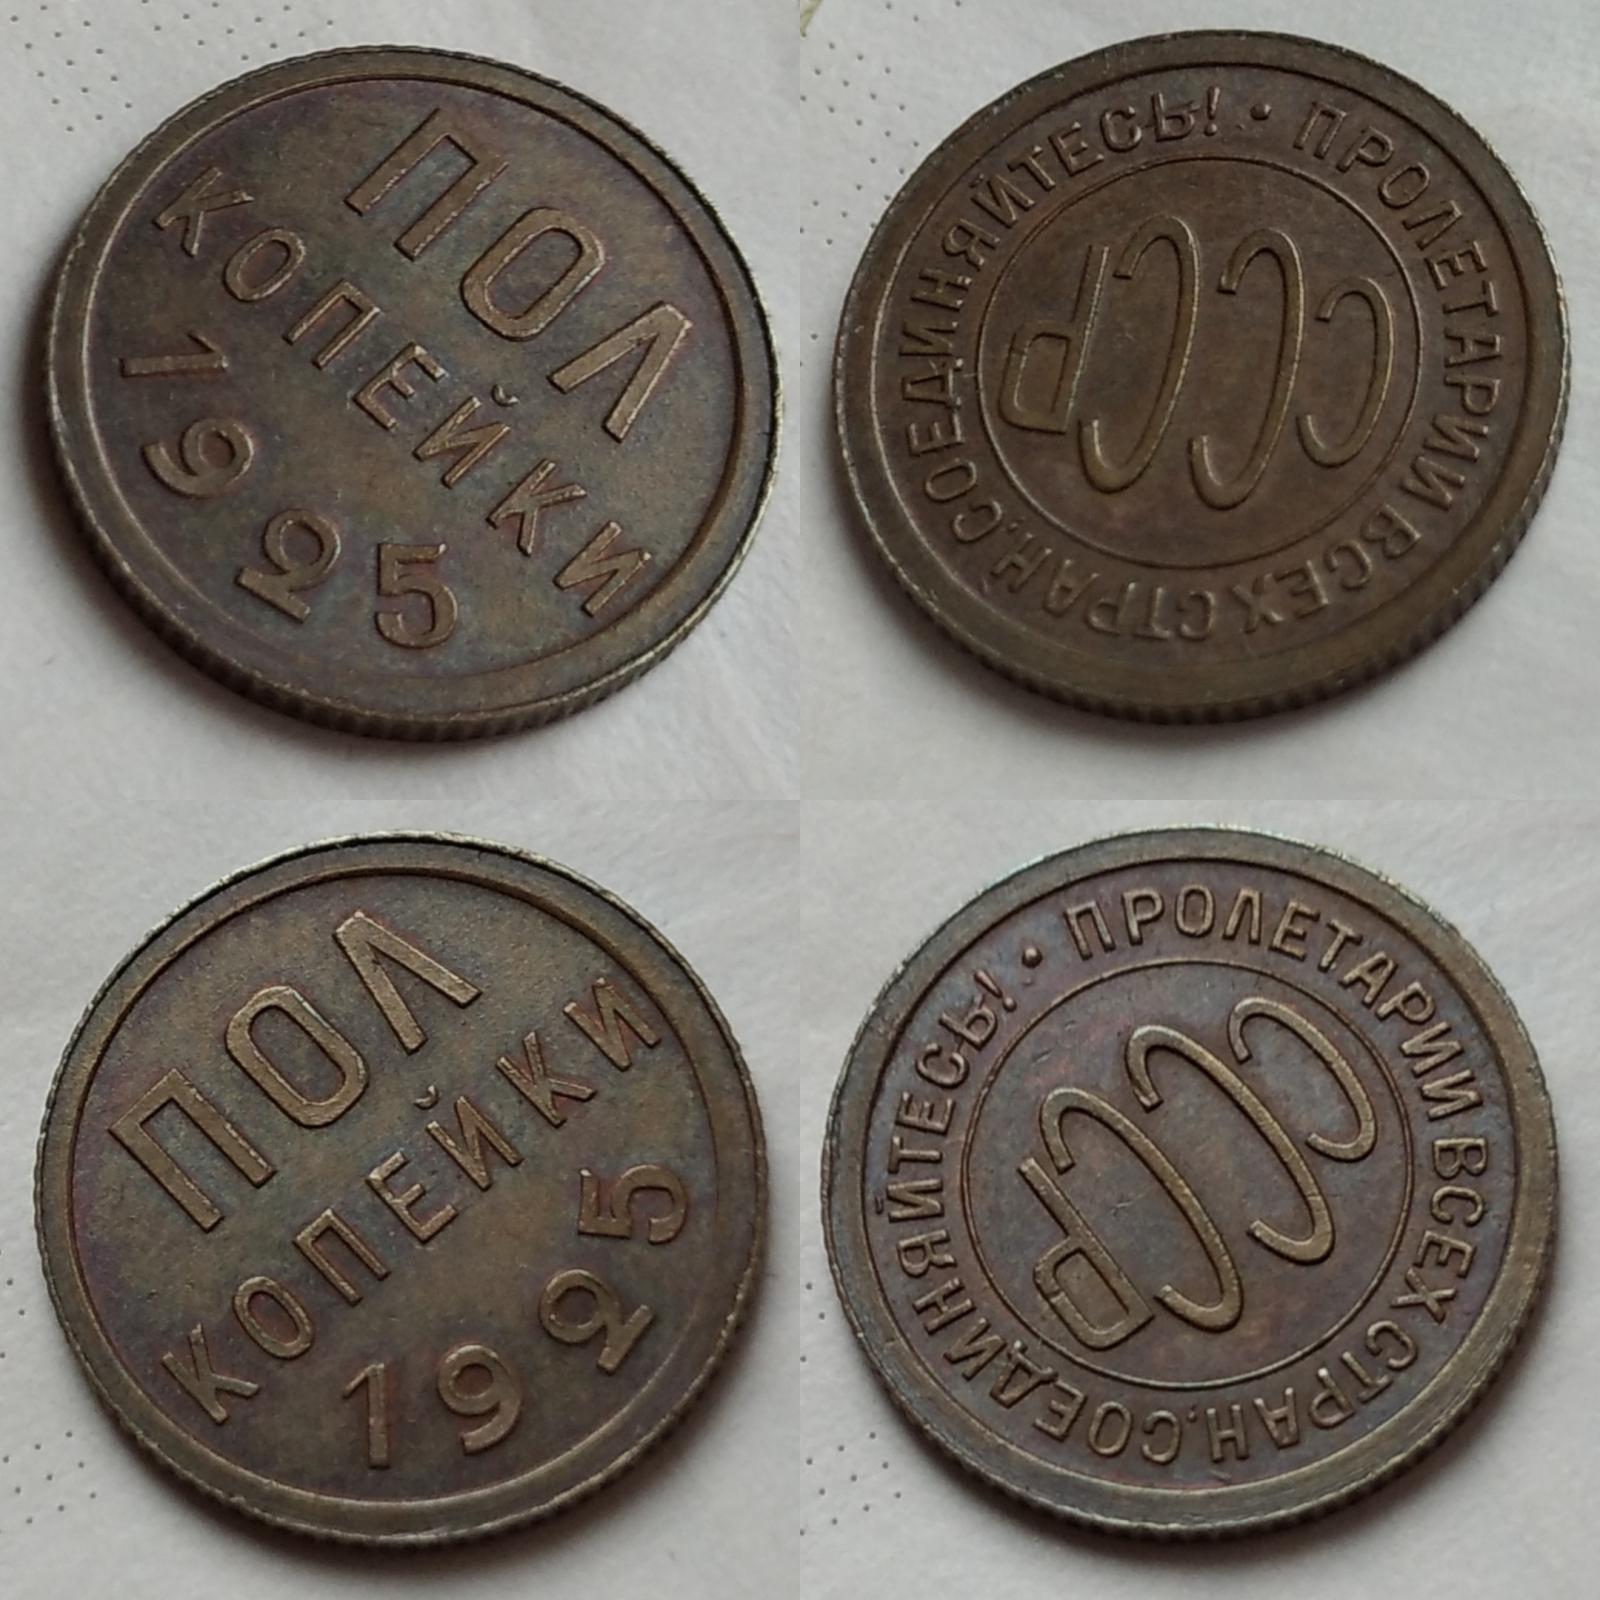 ПОЛ
КОПЕЙКИ
1925
ПРОЛЕТАРИИ ВСЕХ СТРАН, СОЕДИНЯЙТЕСЬ! •
СССР
ПОЛ
КОПЕЙКИ
1925
ПРОЛЕТАРИИ ВСЕХ СТРАН, СОЕДИНЯЙТЕСЬ! •
СССР